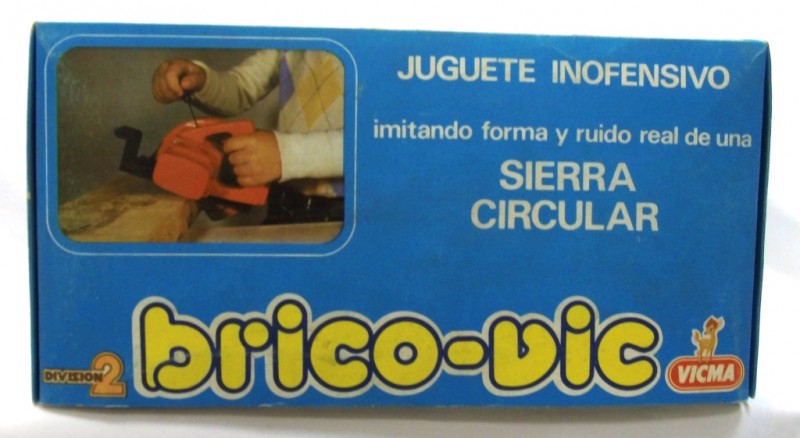 JUGUETE INOFENSIVO
imitando forma y ruido real de una
SIERRA
CIRCULAR
brico-vic
DIVISION 2
VICMA